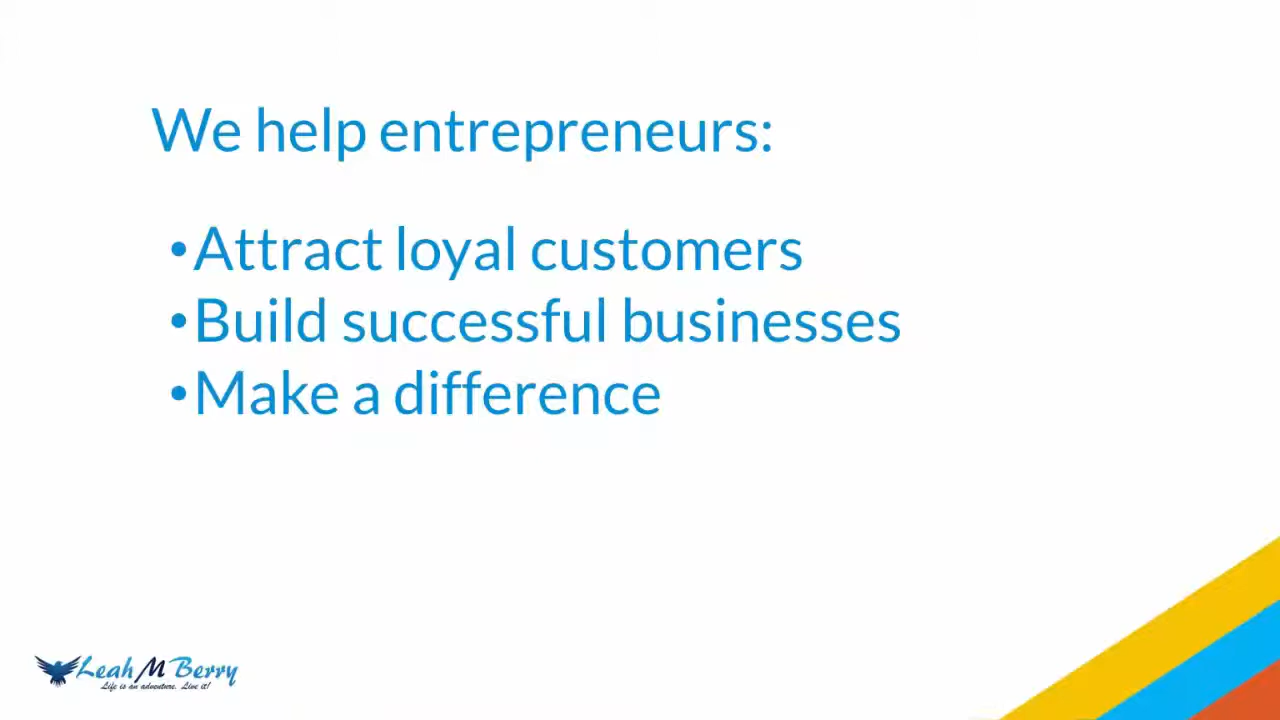 We help entrepreneurs:
•Attract loyal customers
•Build successful businesses
•Make a difference
Leah M Berry
Life is an adventure. Live it!